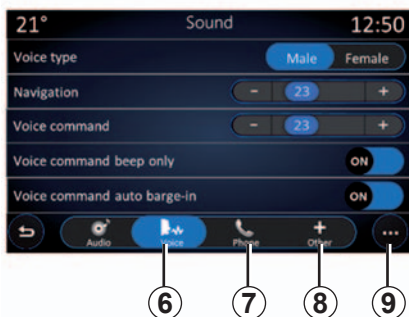 21° Sound 12:50
Voice type Male Female
Navigation - 23 +
Voice command - 23 +
Voice command beep only ON
Voice command auto barge-in ON
Audio Voice Phone Other ...
6 7 8 9